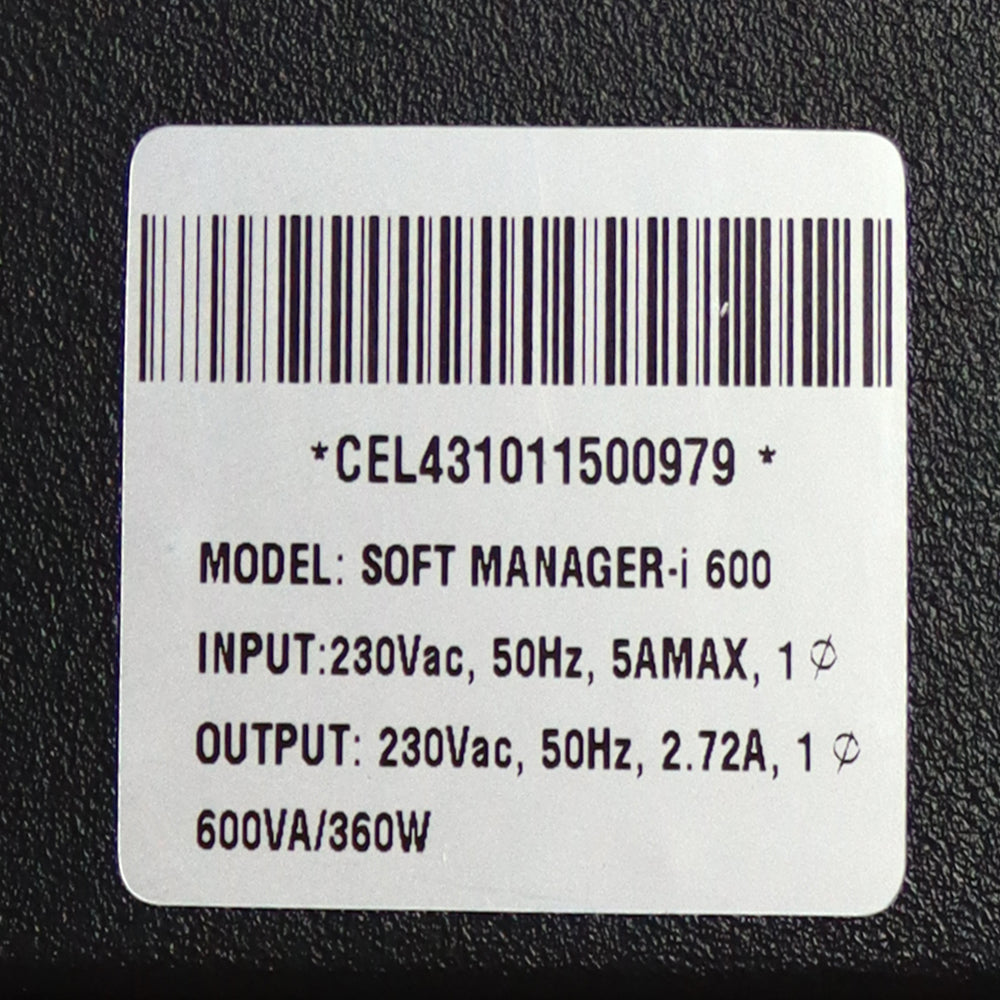 *CEL431011500979 *
MODEL: SOFT MANAGER-i 600
INPUT:230Vac, 50Hz, 5AMAX, 1 ∅
OUTPUT: 230Vac, 50Hz, 2.72A, 1 ∅
600VA/360W